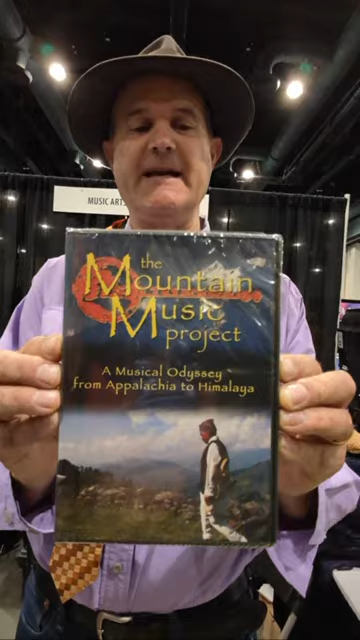 MUSIC ARTS
the
Mountain
Music
project
A Musical Odyssey
from Appalachia to Himalaya